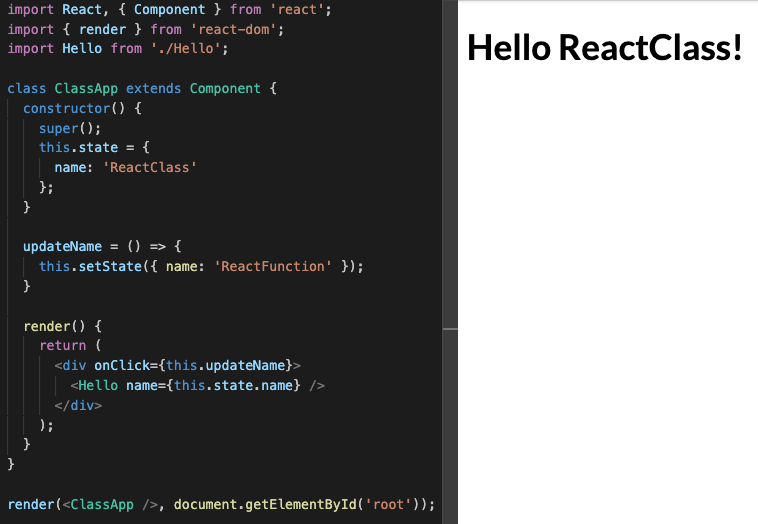 import React, { Component } from 'react';
import { render } from 'react-dom';
import Hello from './Hello';
class ClassApp extends Component {
  constructor() {
    super();
    this.state = {
      name: 'ReactClass'
    };
  }
  updateName = () => {
    this.setState({ name: 'ReactFunction' });
  }
  render() {
    return (
      <div onClick={this.updateName}>
        <Hello name={this.state.name} />
      </div>
    );
  }
}
render(<ClassApp />, document.getElementById('root'));
Hello ReactClass!